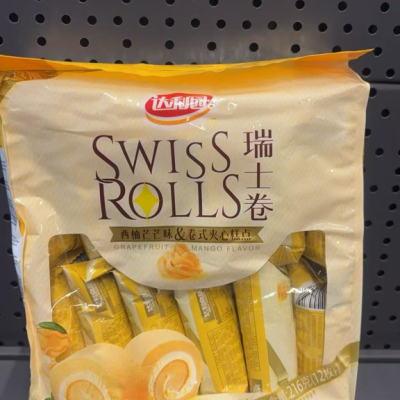 达利园
SWISS
ROLLS
瑞士卷
西柚芒芒味&卷式夹心糕点
GRAPEFRUIT MANGO FLAVOR
216克(12枚)